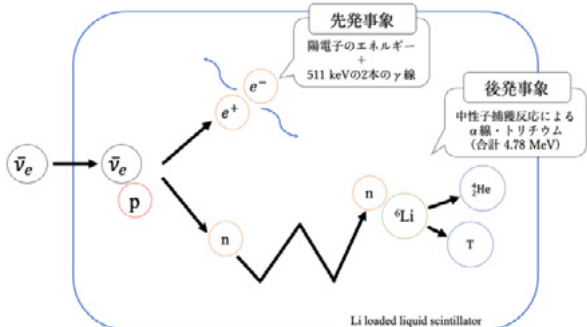 先発事象
陽電子のエネルギー
+
511 keVの2本のγ線
後発事象
中性子捕獲反応による
α線・トリチウム
(合計 4.78 MeV)
e⁻
e⁺
ν̄ₑ
ν̄ₑ
p
n
n
⁶Li
⁴₂He
T
Li loaded liquid scintillator